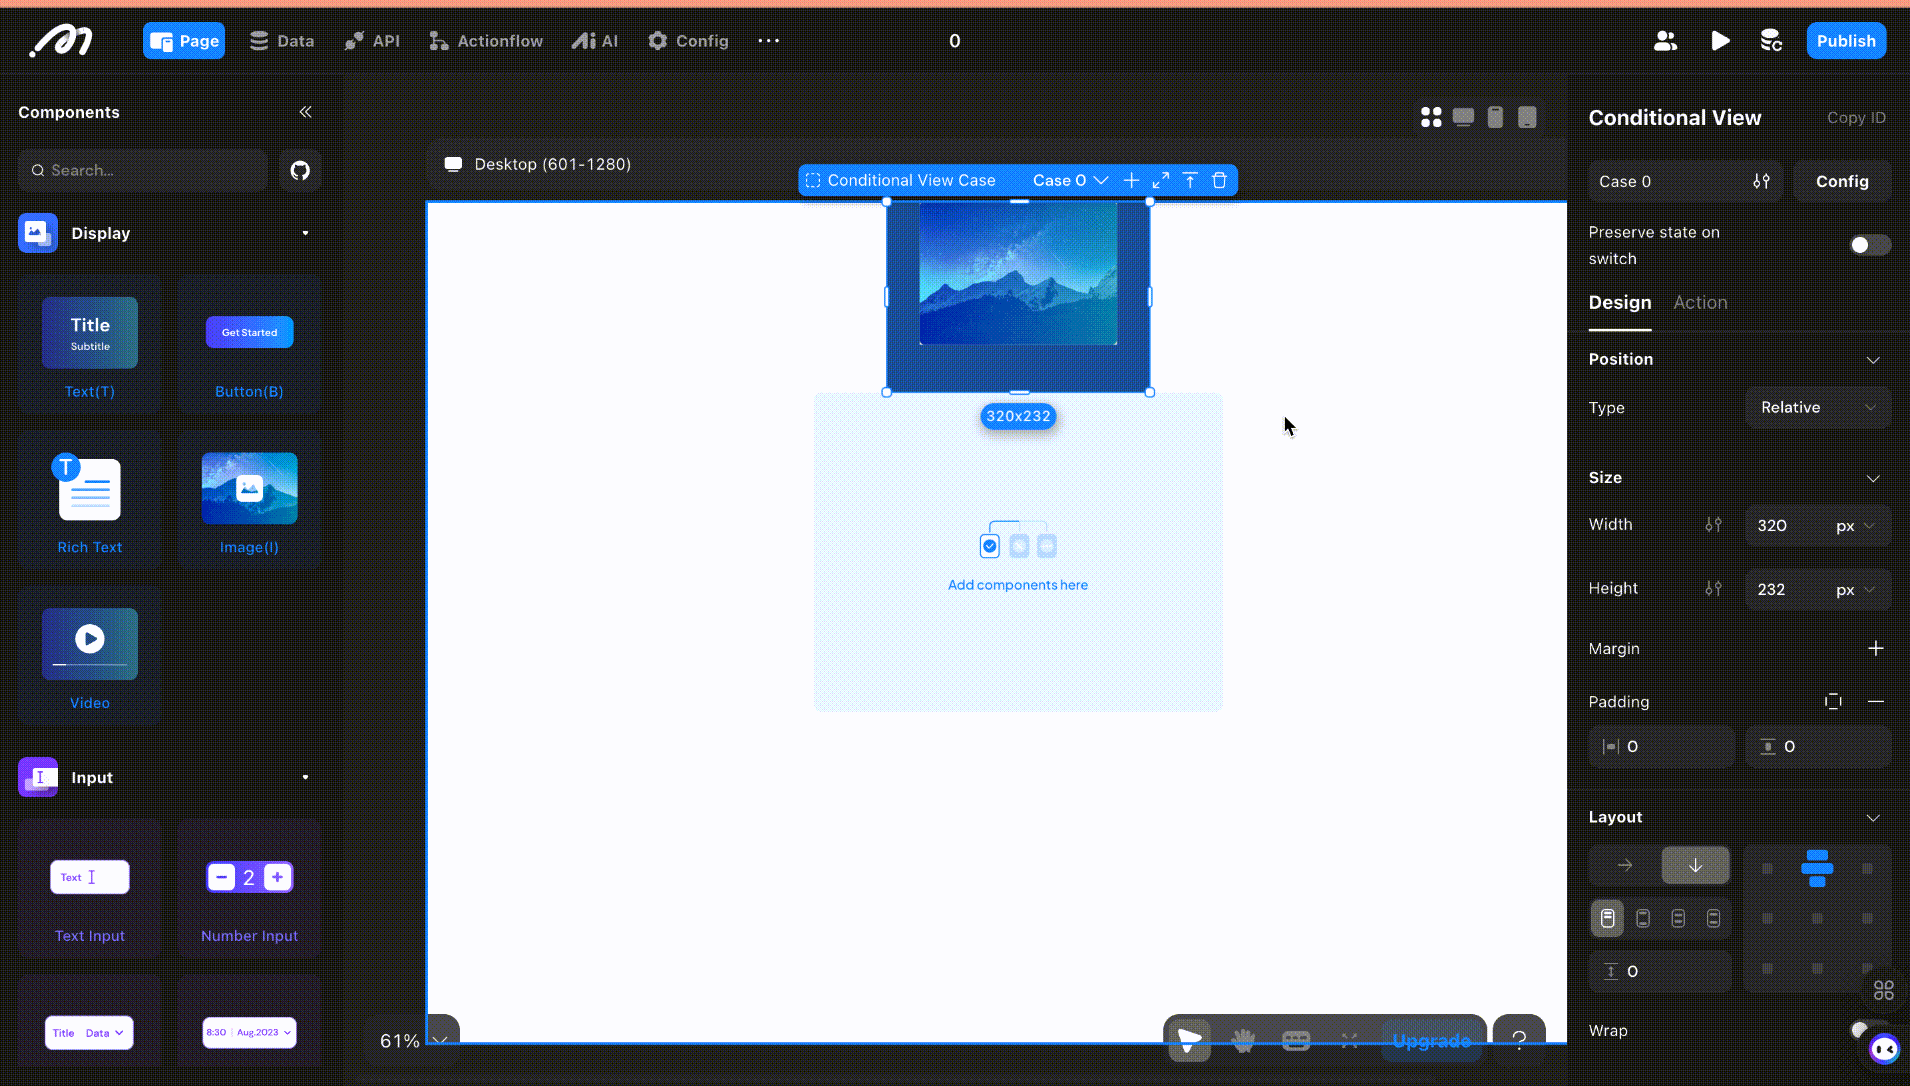 Page
Data
API
Actionflow
AI
Config
0
Publish
Components
Search...
Display
Title
Subtitle
Text(T)
Get Started
Button(B)
T
Rich Text
Image(I)
Video
Input
Text
Text Input
2
Number Input
Title Data
8:30 Aug.2023
Desktop (601-1280)
Conditional View Case
Case 0
320x232
Add components here
61%
Upgrade
?
Conditional View
Copy ID
Case 0
Config
Preserve state on
switch
Design
Action
Position
Type
Relative
Size
Width
320
px
Height
232
px
Margin
Padding
0
0
Layout
0
Wrap